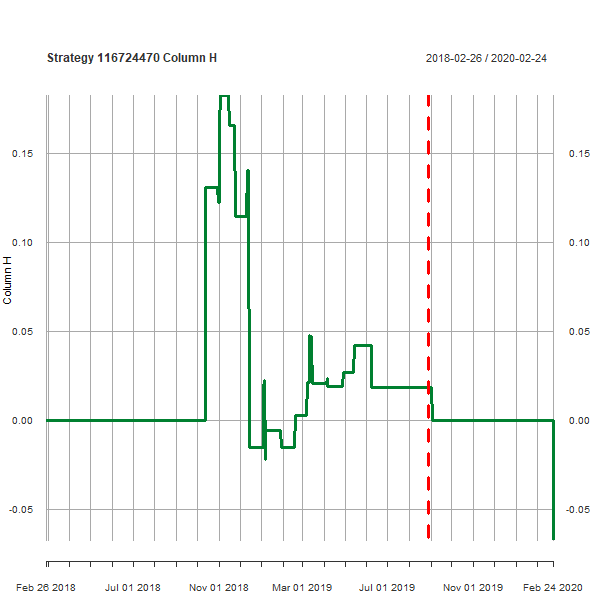 Strategy 116724470 Column H
2018-02-26 / 2020-02-24
Column H
0.15
0.10
0.05
0.00
-0.05
0.15
0.10
0.05
0.00
-0.05
Feb 26 2018
Jul 01 2018
Nov 01 2018
Mar 01 2019
Jul 01 2019
Nov 01 2019
Feb 24 2020